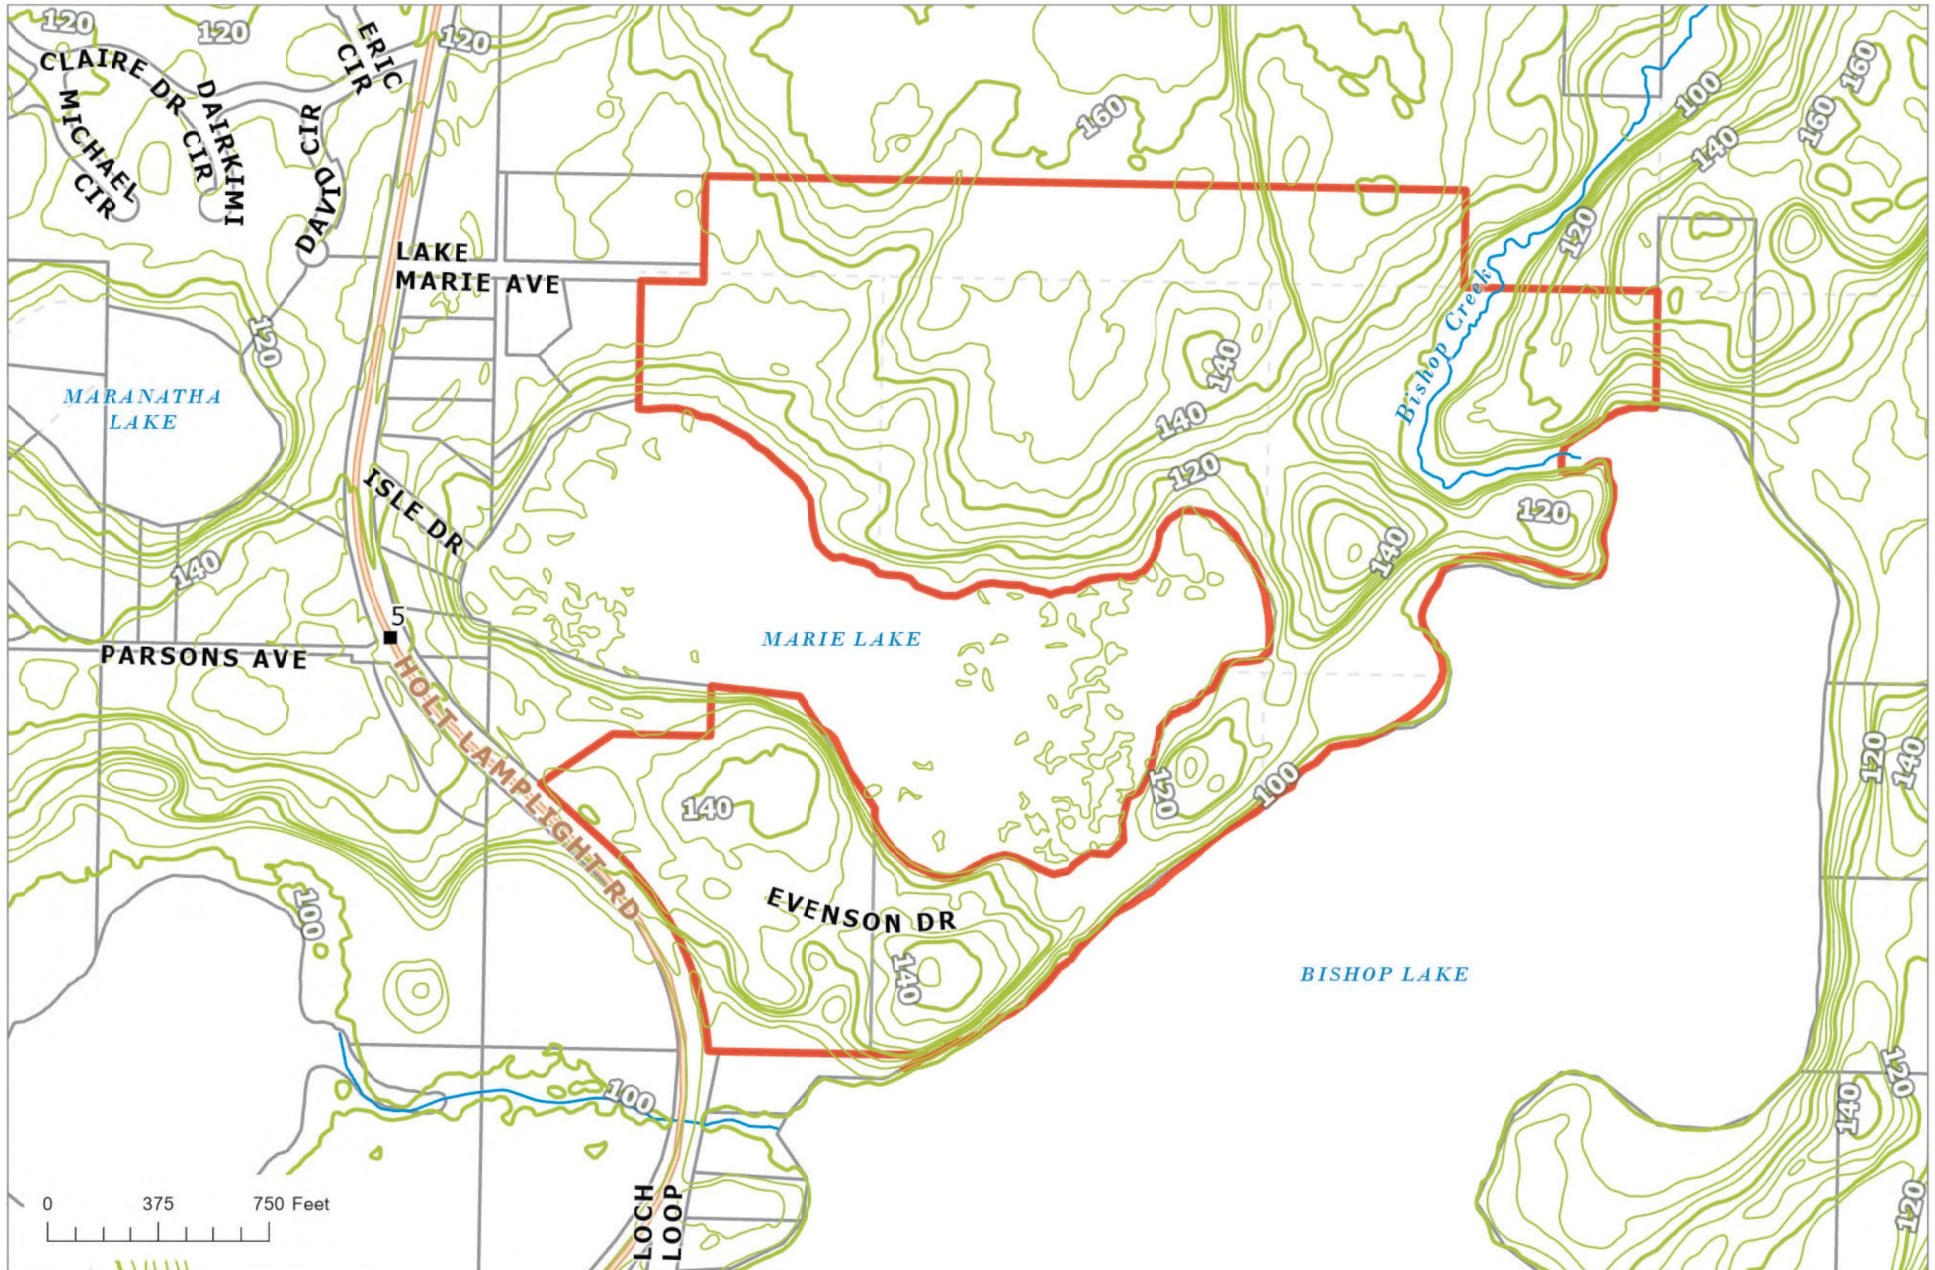 120
120
120
ERIC
CIR
CLAIRE DR
MICHAEL
CIR
DAIRKIMI
CIR
DAVID CIR
160
160
160
100
140
120
LAKE
MARIE AVE
Bishop Creek
120
MARANATHA
LAKE
140
140
120
120
140
ISLE DR
140
5
PARSONS AVE
MARIE LAKE
HOLT LAMPLIGHT RD
140
120
100
120
140
EVENSON DR
100
140
BISHOP LAKE
100
120
140
120
0 375 750 Feet
LOCH
LOOP